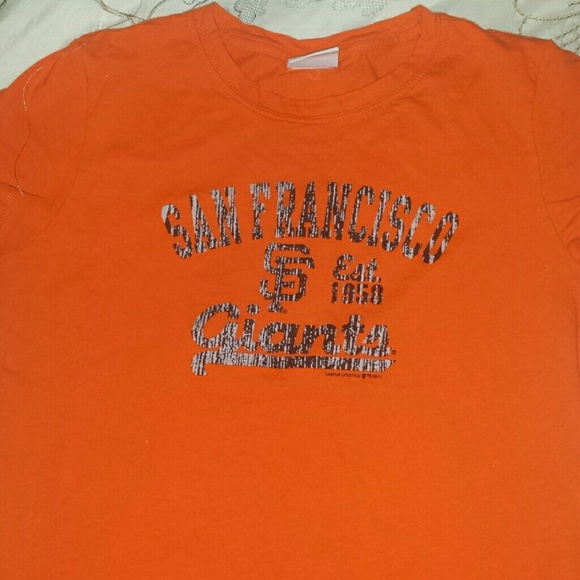 SAN FRANCISCO
SF
Est.
1958
Giants